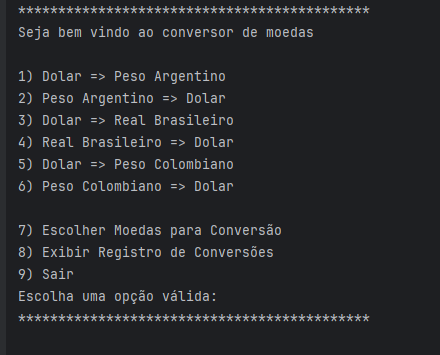 ********************************************
Seja bem vindo ao conversor de moedas
1) Dolar => Peso Argentino
2) Peso Argentino => Dolar
3) Dolar => Real Brasileiro
4) Real Brasileiro => Dolar
5) Dolar => Peso Colombiano
6) Peso Colombiano => Dolar
7) Escolher Moedas para Conversão
8) Exibir Registro de Conversões
9) Sair
Escolha uma opção válida:
********************************************